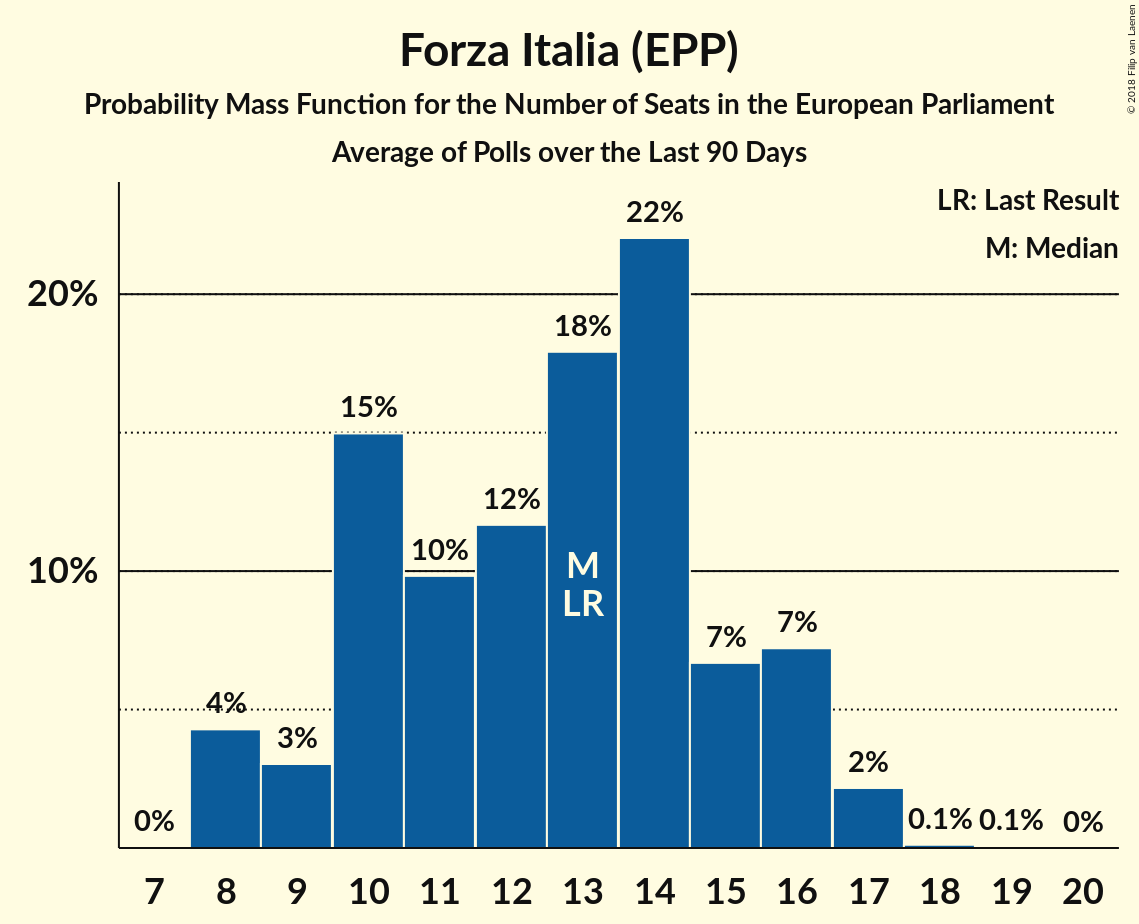 Forza Italia (EPP)
Probability Mass Function for the Number of Seats in the European Parliament
Average of Polls over the Last 90 Days
© 2018 Filip van Laenen
LR: Last Result
M: Median
20%
10%
0%
4%
3%
15%
10%
12%
18%
22%
7%
7%
2%
0.1%
0.1%
0%
M
LR
7 8 9 10 11 12 13 14 15 16 17 18 19 20